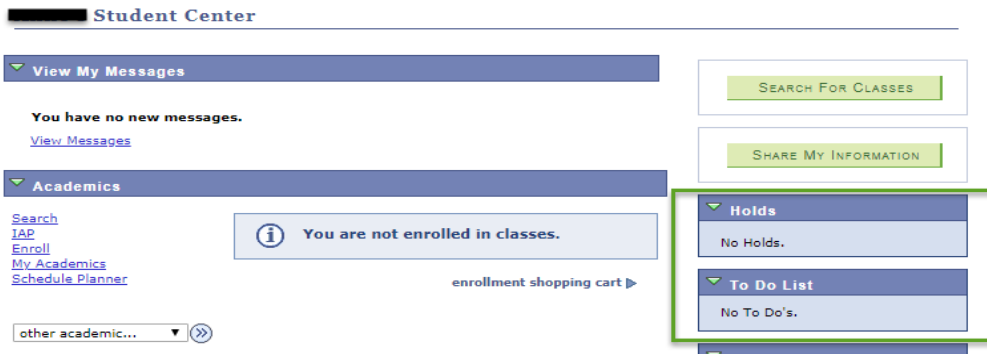 Student Center
View My Messages
You have no new messages.
View Messages
Academics
Search
IAP
Enroll
My Academics
Schedule Planner
You are not enrolled in classes.
enrollment shopping cart
other academic...
SEARCH FOR CLASSES
SHARE MY INFORMATION
Holds
No Holds.
To Do List
No To Do's.